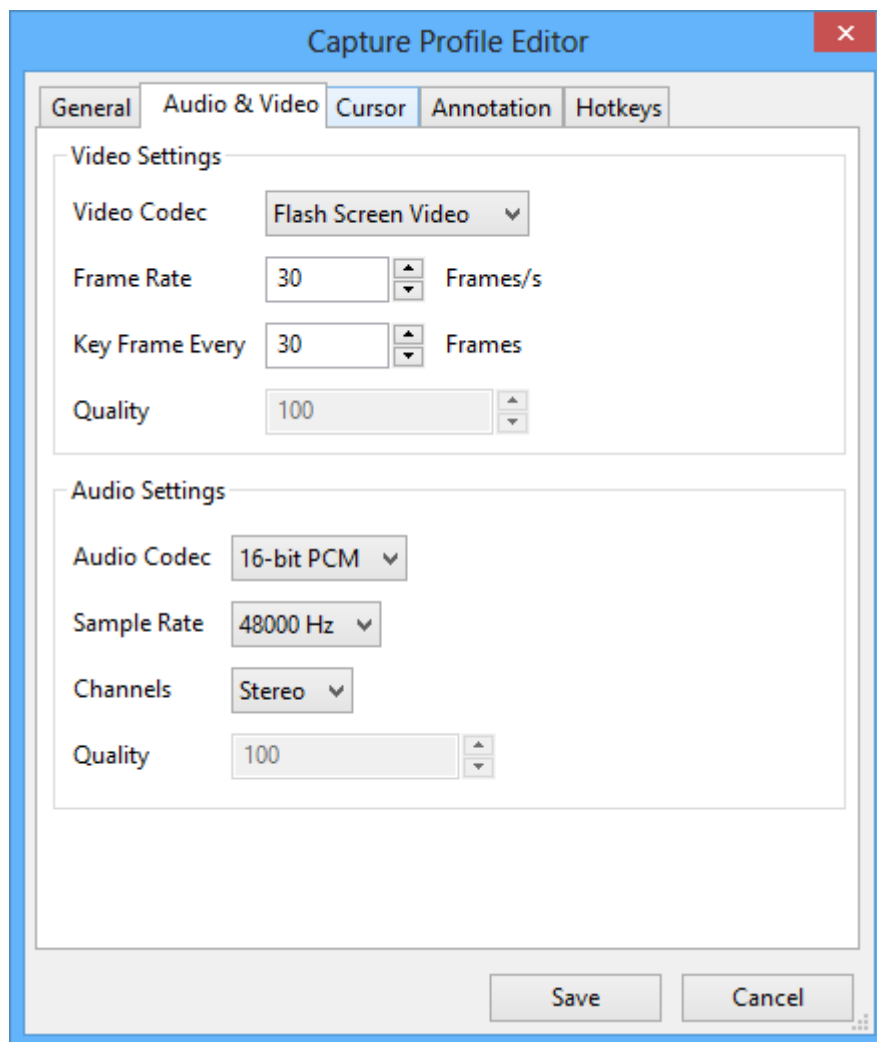 Capture Profile Editor
General Audio & Video Cursor Annotation Hotkeys
Video Settings
Video Codec Flash Screen Video
Frame Rate 30 Frames/s
Key Frame Every 30 Frames
Quality 100
Audio Settings
Audio Codec 16-bit PCM
Sample Rate 48000 Hz
Channels Stereo
Quality 100
Save Cancel